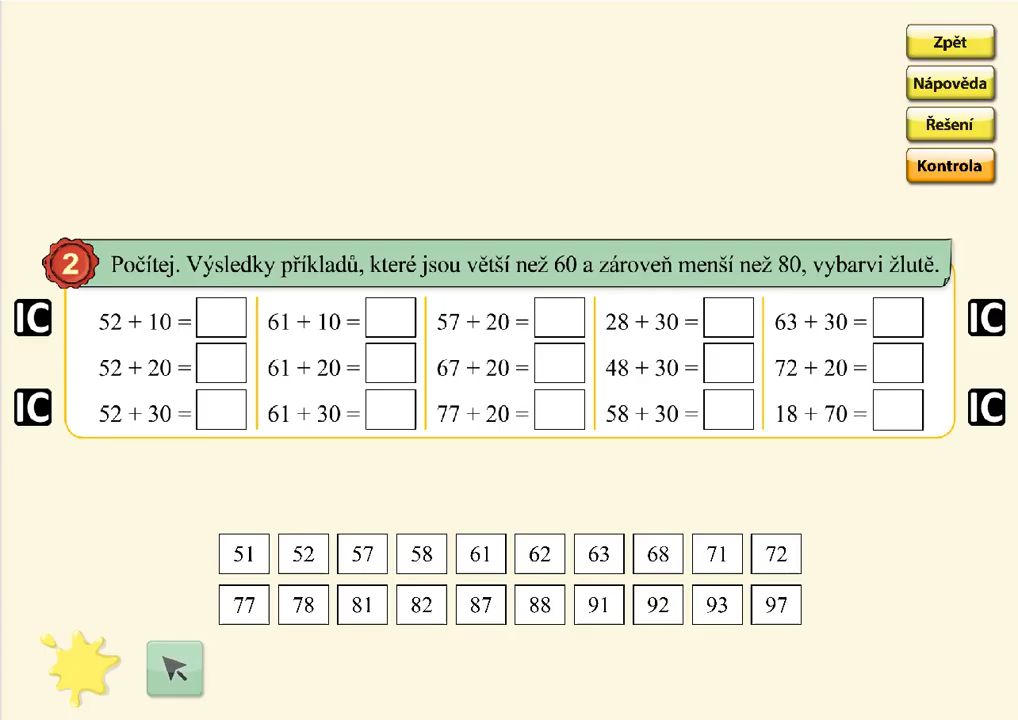 Zpět
Nápověda
Řešení
Kontrola
2 Počítej. Výsledky příkladů, které jsou větší než 60 a zároveň menší než 80, vybarvi žlutě.
IC 52 + 10 = 61 + 10 = 57 + 20 = 28 + 30 = 63 + 30 = IC
52 + 20 = 61 + 20 = 67 + 20 = 48 + 30 = 72 + 20 =
IC 52 + 30 = 61 + 30 = 77 + 20 = 58 + 30 = 18 + 70 = IC
51 52 57 58 61 62 63 68 71 72
77 78 81 82 87 88 91 92 93 97